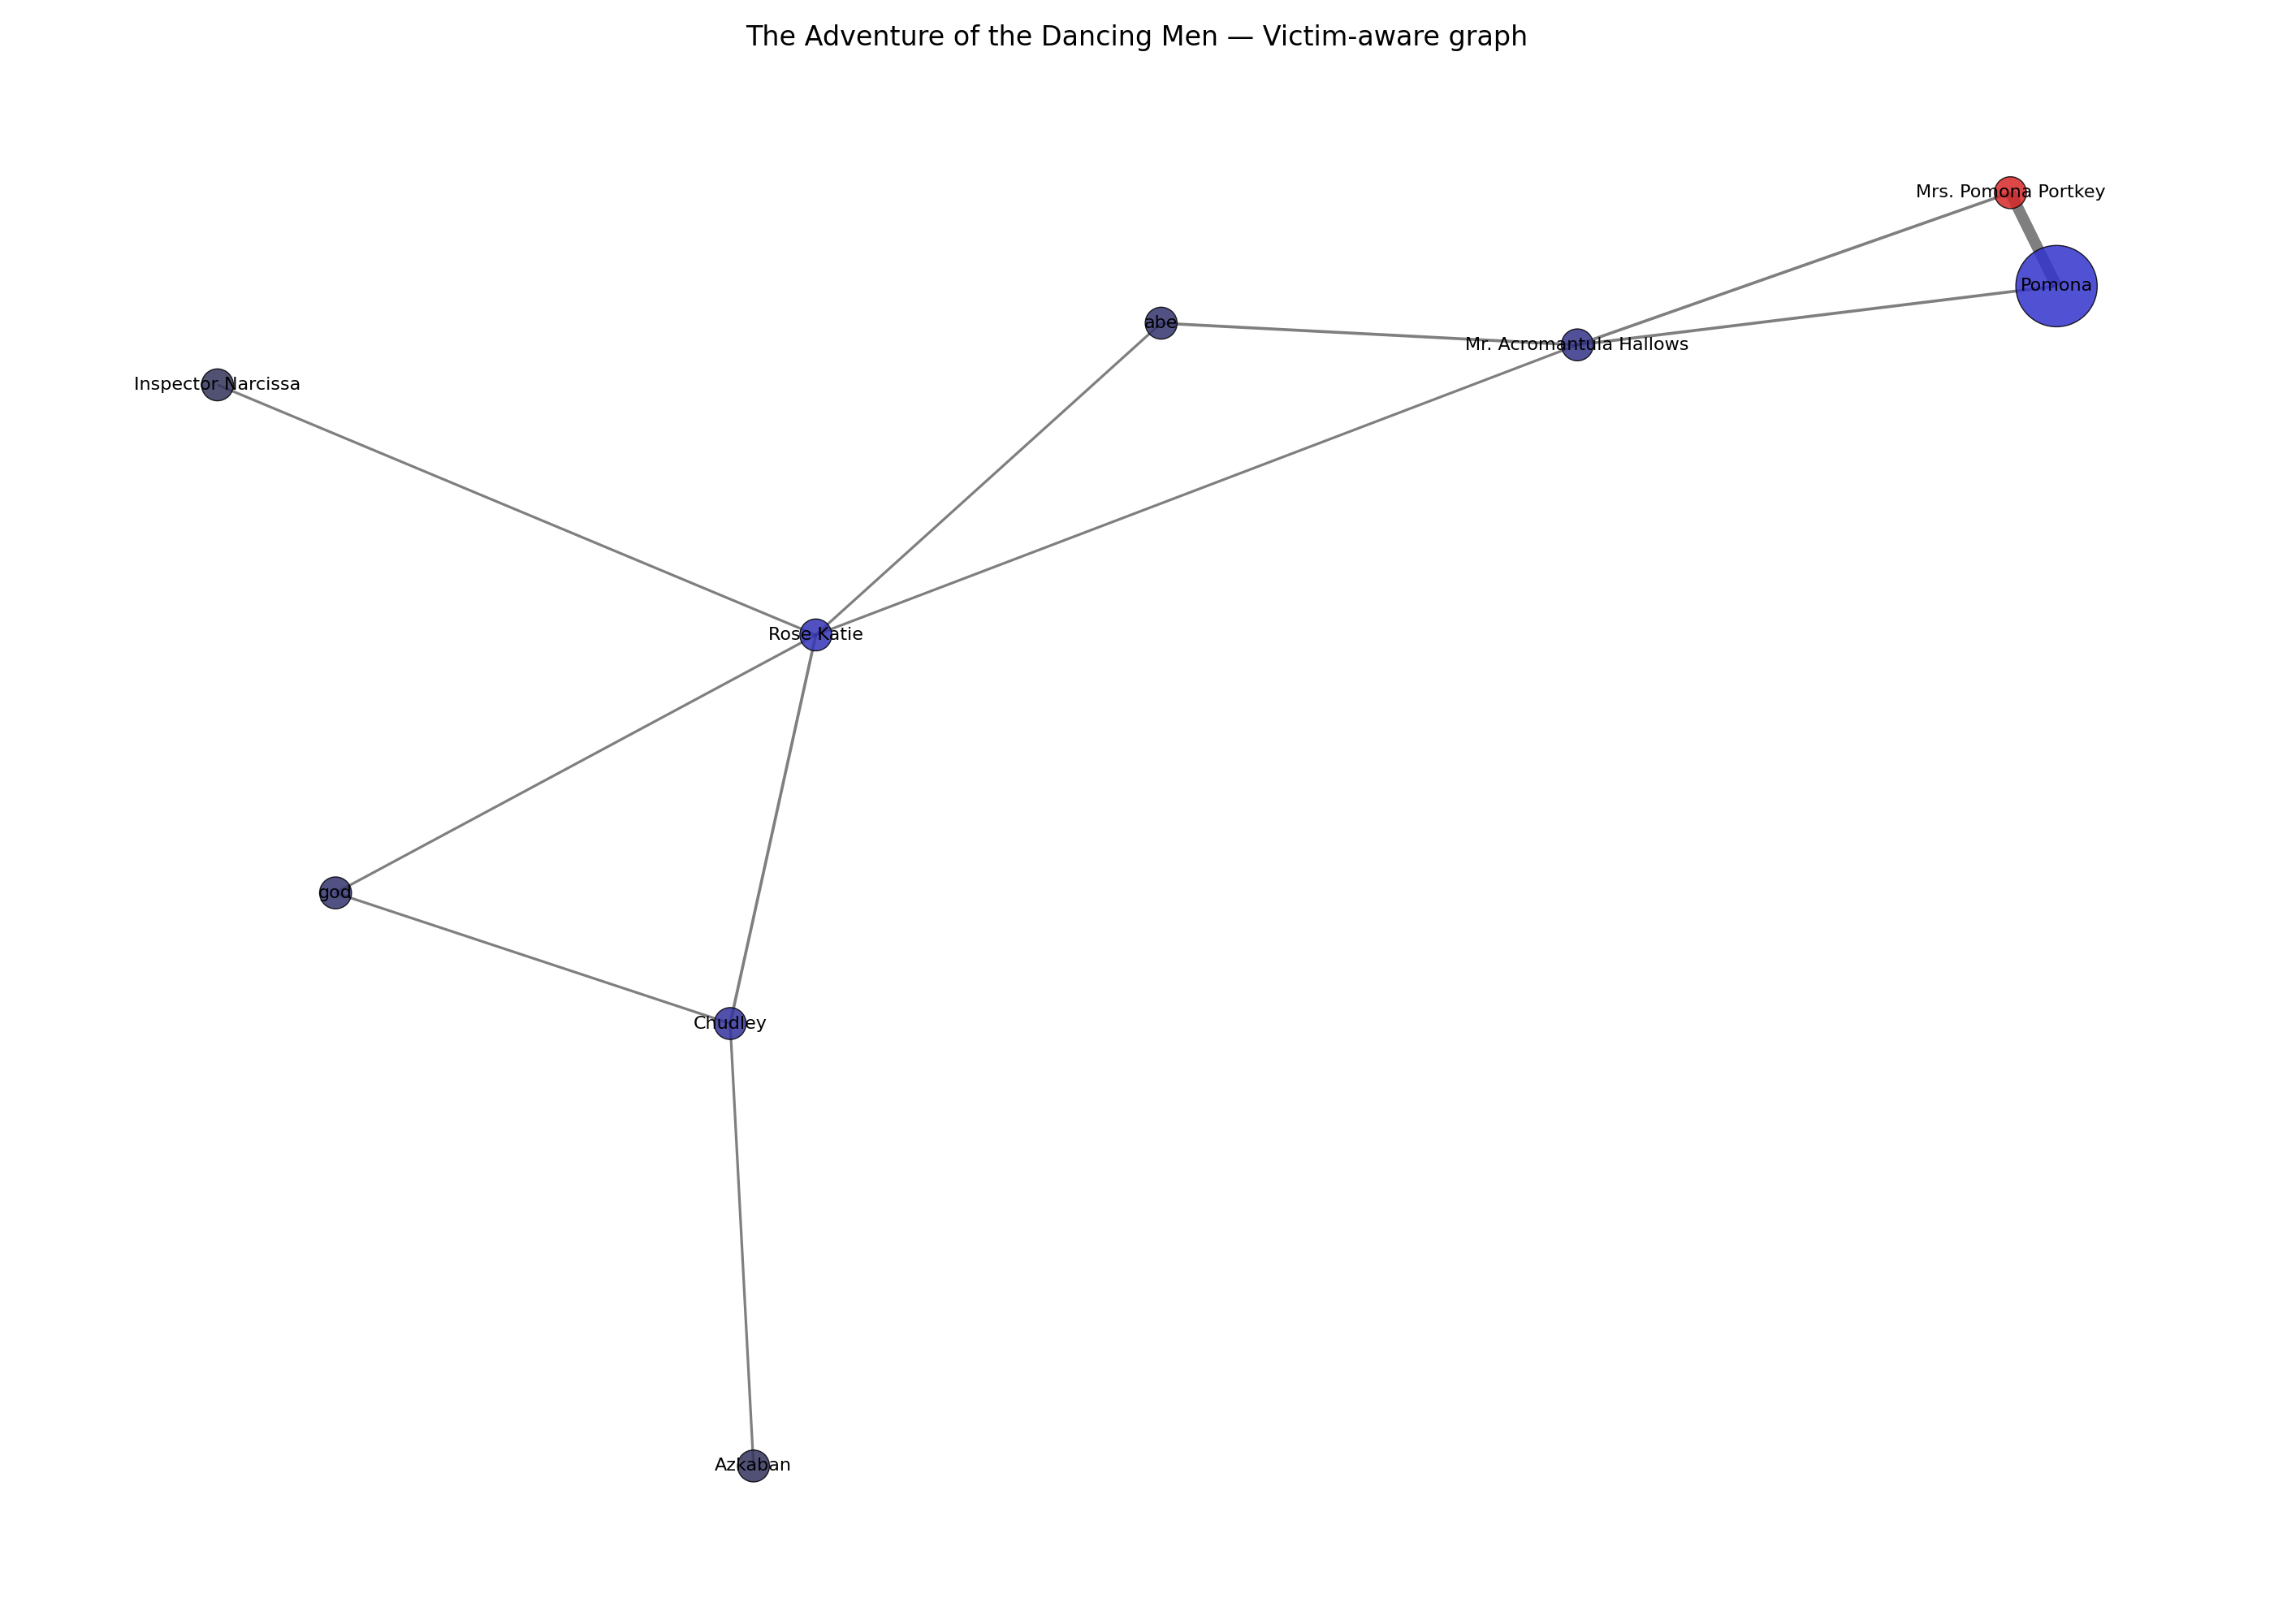 The Adventure of the Dancing Men — Victim-aware graph
Mrs. Pomona Portkey
Pomona
abe
Mr. Acromantula Hallows
Inspector Narcissa
Rose Katie
god
Chudley
Azkaban